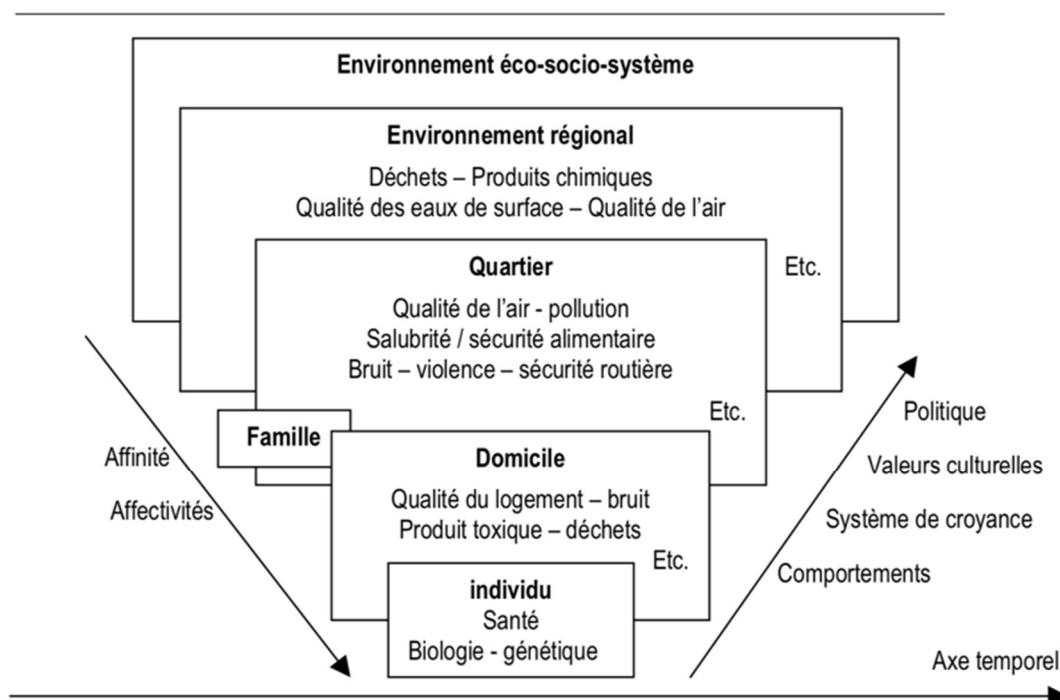 Environnement éco-socio-système
Environnement régional
Déchets – Produits chimiques
Qualité des eaux de surface – Qualité de l'air
Quartier
Etc.
Qualité de l'air - pollution
Salubrité / sécurité alimentaire
Bruit – violence – sécurité routière
Etc.
Famille
Domicile
Qualité du logement – bruit
Produit toxique – déchets
Etc.
individu
Santé
Biologie - génétique
Affinité
Affectivités
Politique
Valeurs culturelles
Système de croyance
Comportements
Axe temporel